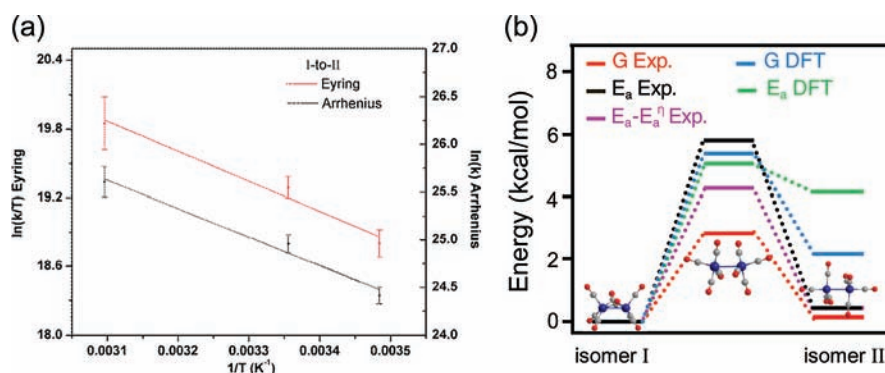 (a)
I-to-II
Eyring
Arrhenius
ln(k/T) Eyring
20.4
19.8
19.2
18.6
18.0
ln(k) Arrhenius
27.0
26.5
26.0
25.5
25.0
24.5
24.0
0.0031 0.0032 0.0033 0.0034 0.0035
1/T (K⁻¹)
(b)
G Exp.
Eₐ Exp.
Eₐ-Eₐ^η Exp.
G DFT
Eₐ DFT
Energy (kcal/mol)
8
6
4
2
0
isomer I
isomer II